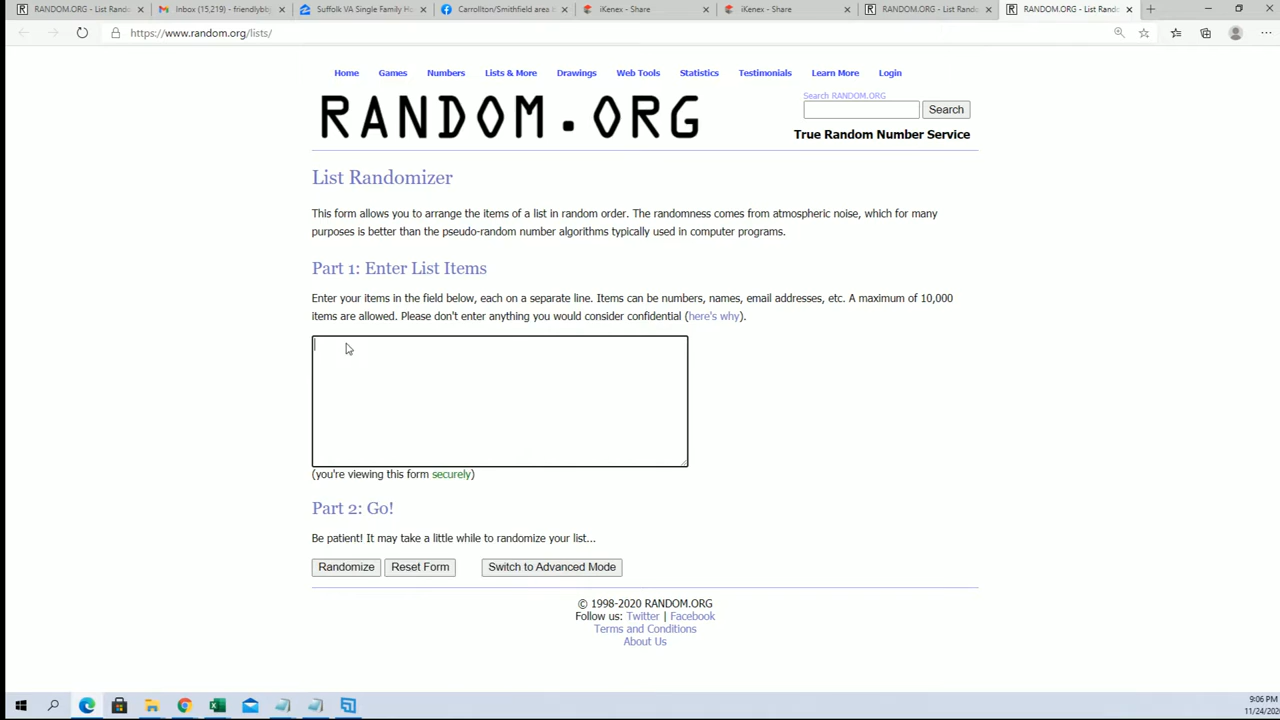 RANDOM.ORG - List Rando
Inbox (15,219) - friendlybb
Suffolk VA Single Family Ho
Carrollton/Smithfield area
iKenex - Share
iKenex - Share
RANDOM.ORG - List Rando
RANDOM.ORG - List Rando
https://www.random.org/lists/
Home Games Numbers Lists & More Drawings Web Tools Statistics Testimonials Learn More Login
RANDOM.ORG
Search RANDOM.ORG
Search
True Random Number Service
List Randomizer
This form allows you to arrange the items of a list in random order. The randomness comes from atmospheric noise, which for many
purposes is better than the pseudo-random number algorithms typically used in computer programs.
Part 1: Enter List Items
Enter your items in the field below, each on a separate line. Items can be numbers, names, email addresses, etc. A maximum of 10,000
items are allowed. Please don't enter anything you would consider confidential (here's why).
(you're viewing this form securely)
Part 2: Go!
Be patient! It may take a little while to randomize your list...
Randomize Reset Form Switch to Advanced Mode
© 1998-2020 RANDOM.ORG
Follow us: Twitter | Facebook
Terms and Conditions
About Us
9:06 PM
11/24/202